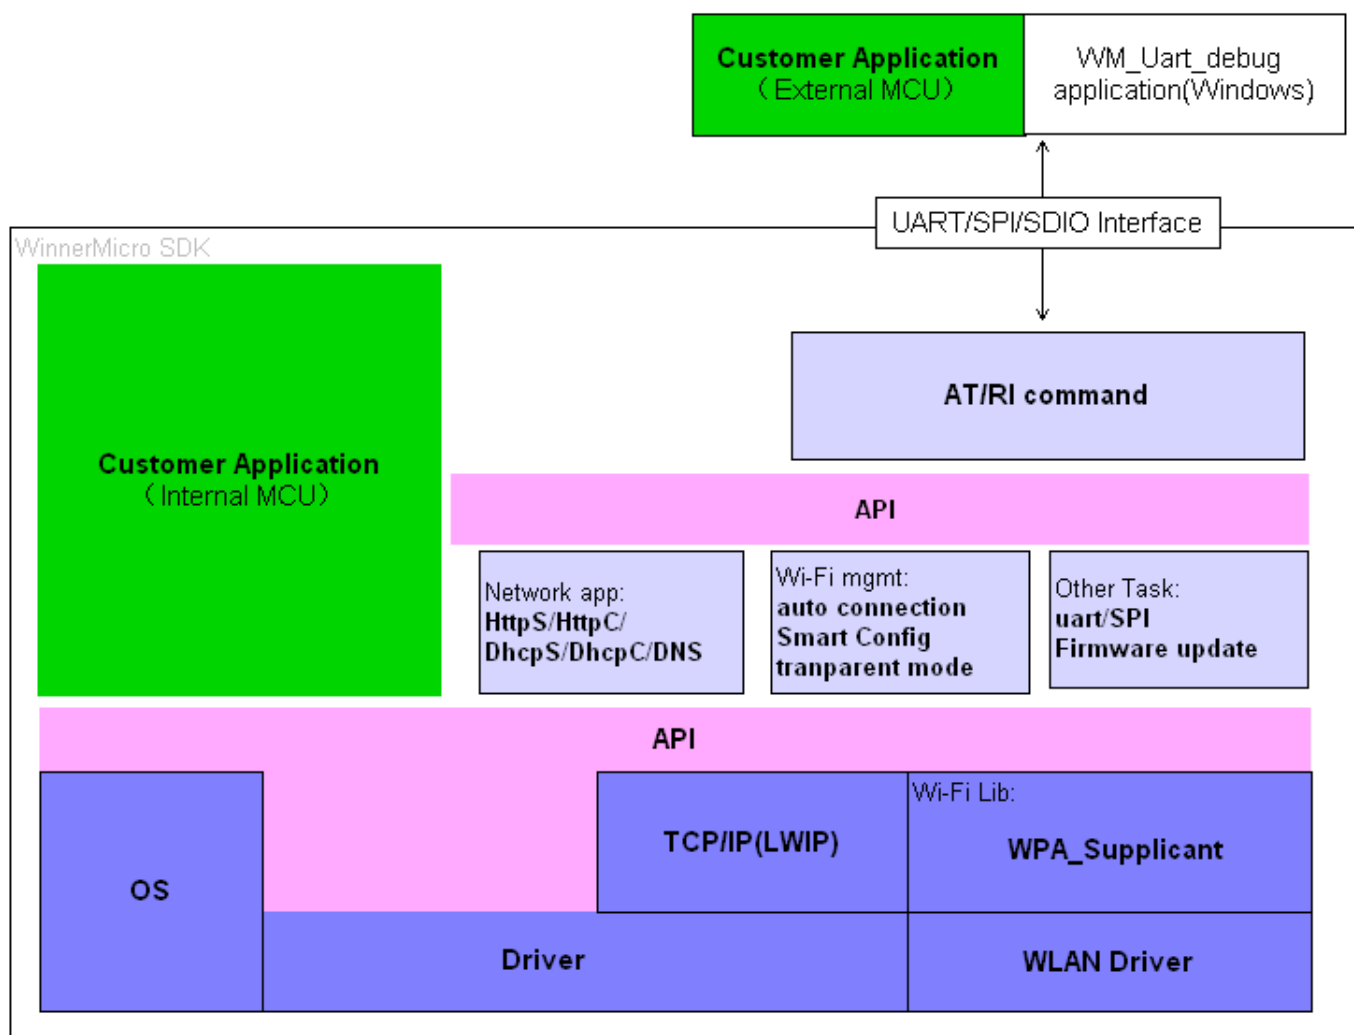 Customer Application
（External MCU）
WM_Uart_debug
application(Windows)
UART/SPI/SDIO Interface
WinnerMicro SDK
AT/RI command
Customer Application
（Internal MCU）
API
Network app:
HttpS/HttpC/
DhcpS/DhcpC/DNS
Wi-Fi mgmt:
auto connection
Smart Config
tranparent mode
Other Task:
uart/SPI
Firmware update
API
OS
TCP/IP(LWIP)
Wi-Fi Lib:
WPA_Supplicant
Driver
WLAN Driver